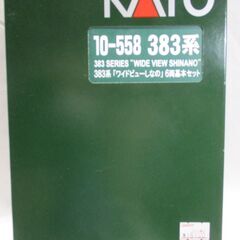 KATO
10-558 383系
383 SERIES "WIDE VIEW SHINANO"
383系「ワイドビューしなの」6両基本セット